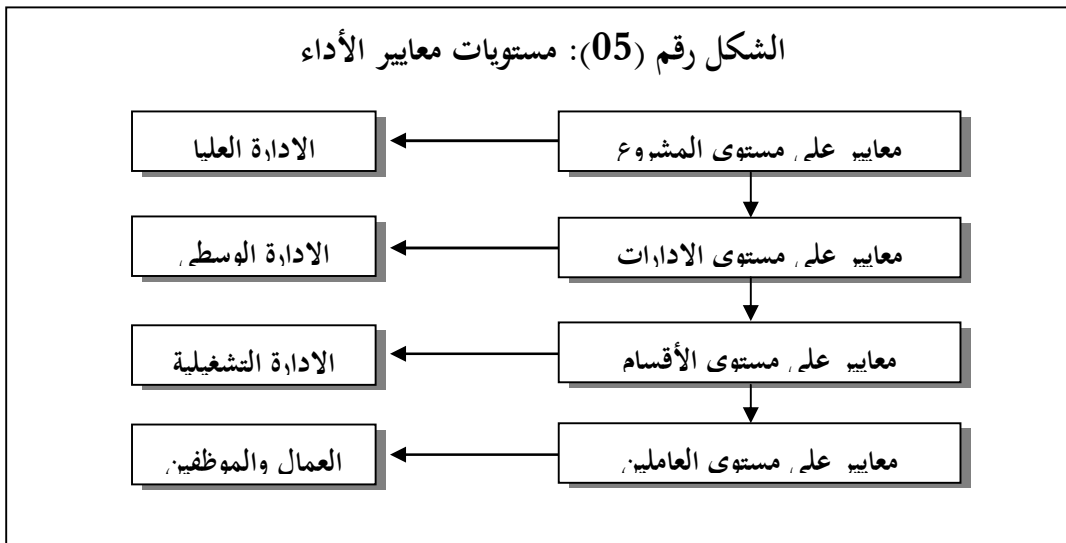 الشكل رقم (05): مستويات معايير الأداء
معايير على مستوى المشروع
الادارة العليا
معايير على مستوى الادارات
الادارة الوسطى
معايير على مستوى الأقسام
الادارة التشغيلية
معايير على مستوى العاملين
العمال والموظفين